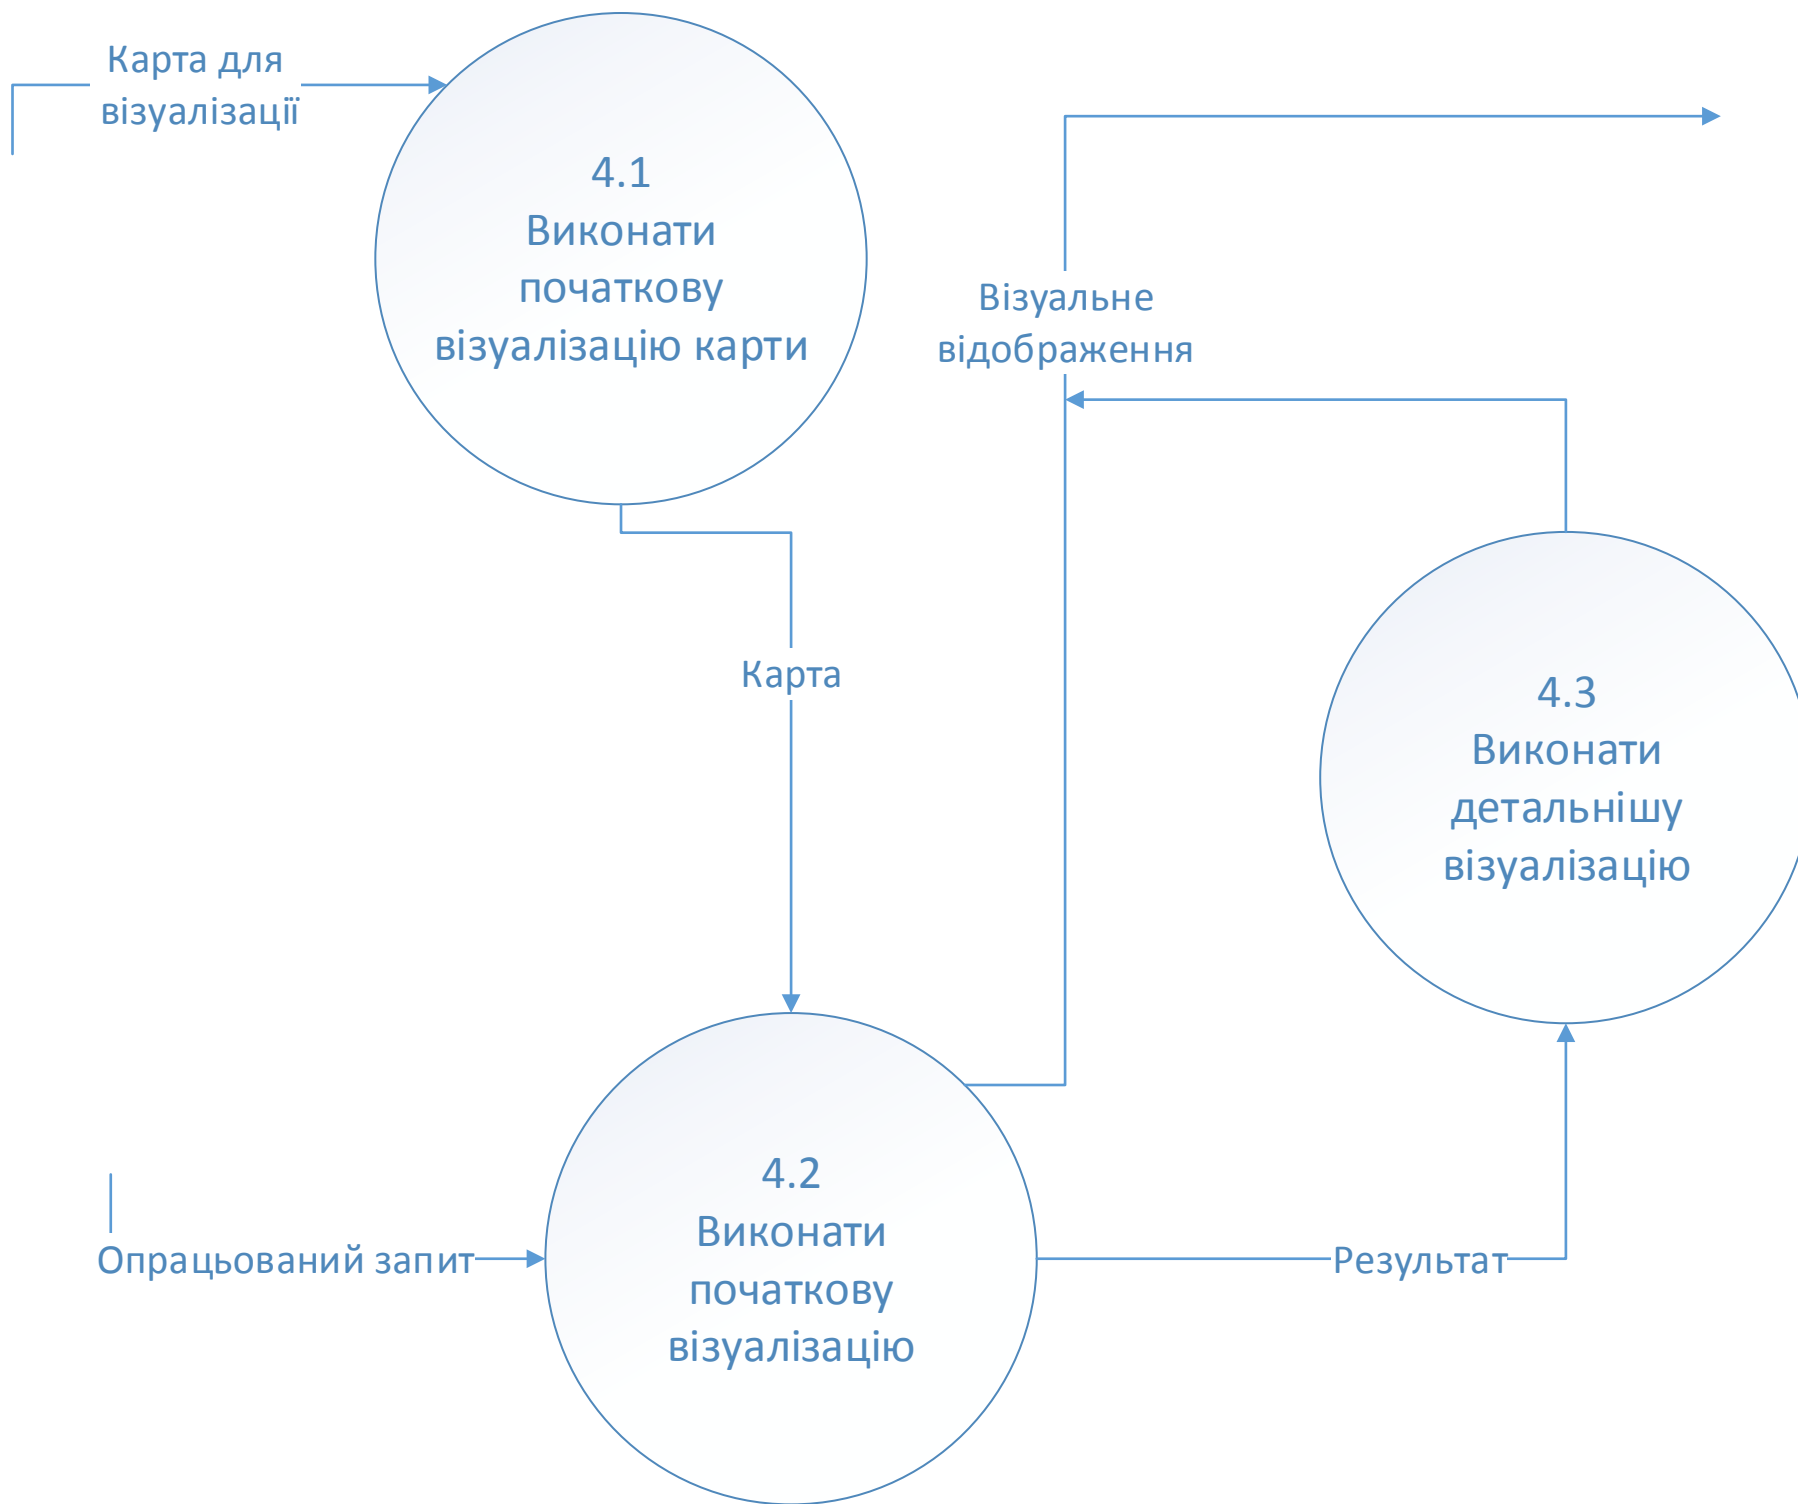 Карта для
візуалізації
4.1
Виконати
початкову
візуалізацію карти
Візуальне
відображення
Карта
4.3
Виконати
детальнішу
візуалізацію
4.2
Виконати
початкову
візуалізацію
Опрацьований запит
Результат